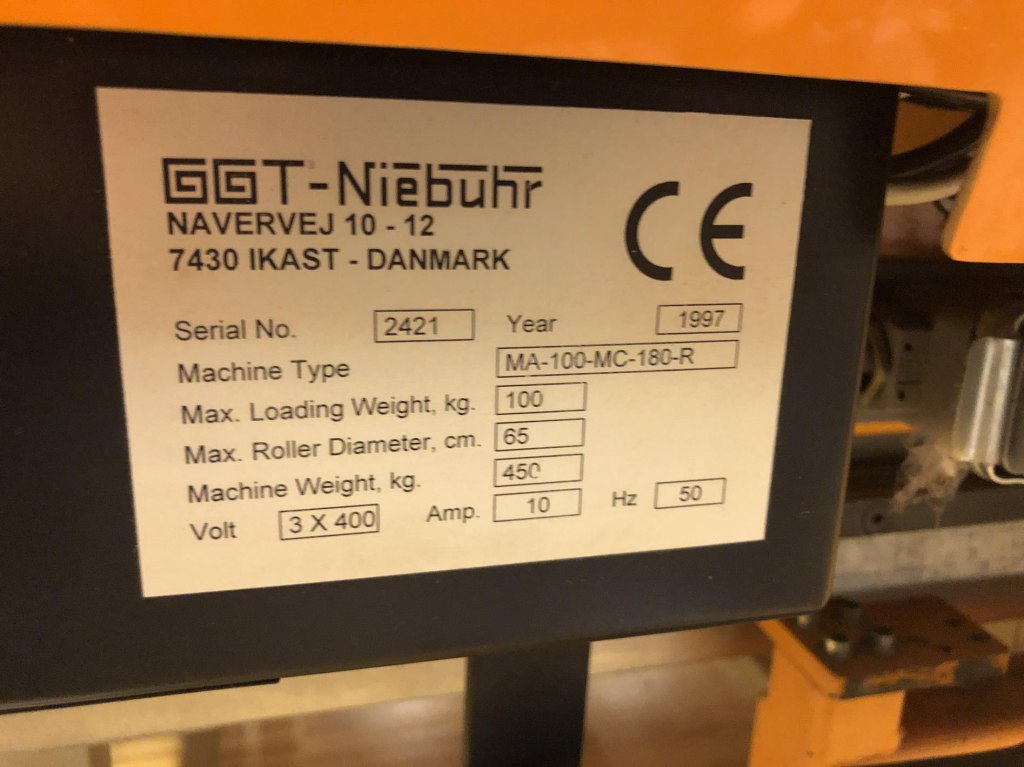 GGT-Niebuhr
NAVERVEJ 10 - 12
7430 IKAST - DANMARK
CE
Serial No. 2421 Year 1997
Machine Type MA-100-MC-180-R
Max. Loading Weight, kg. 100
Max. Roller Diameter, cm. 65
Machine Weight, kg. 450
Volt 3 X 400 Amp. 10 Hz 50